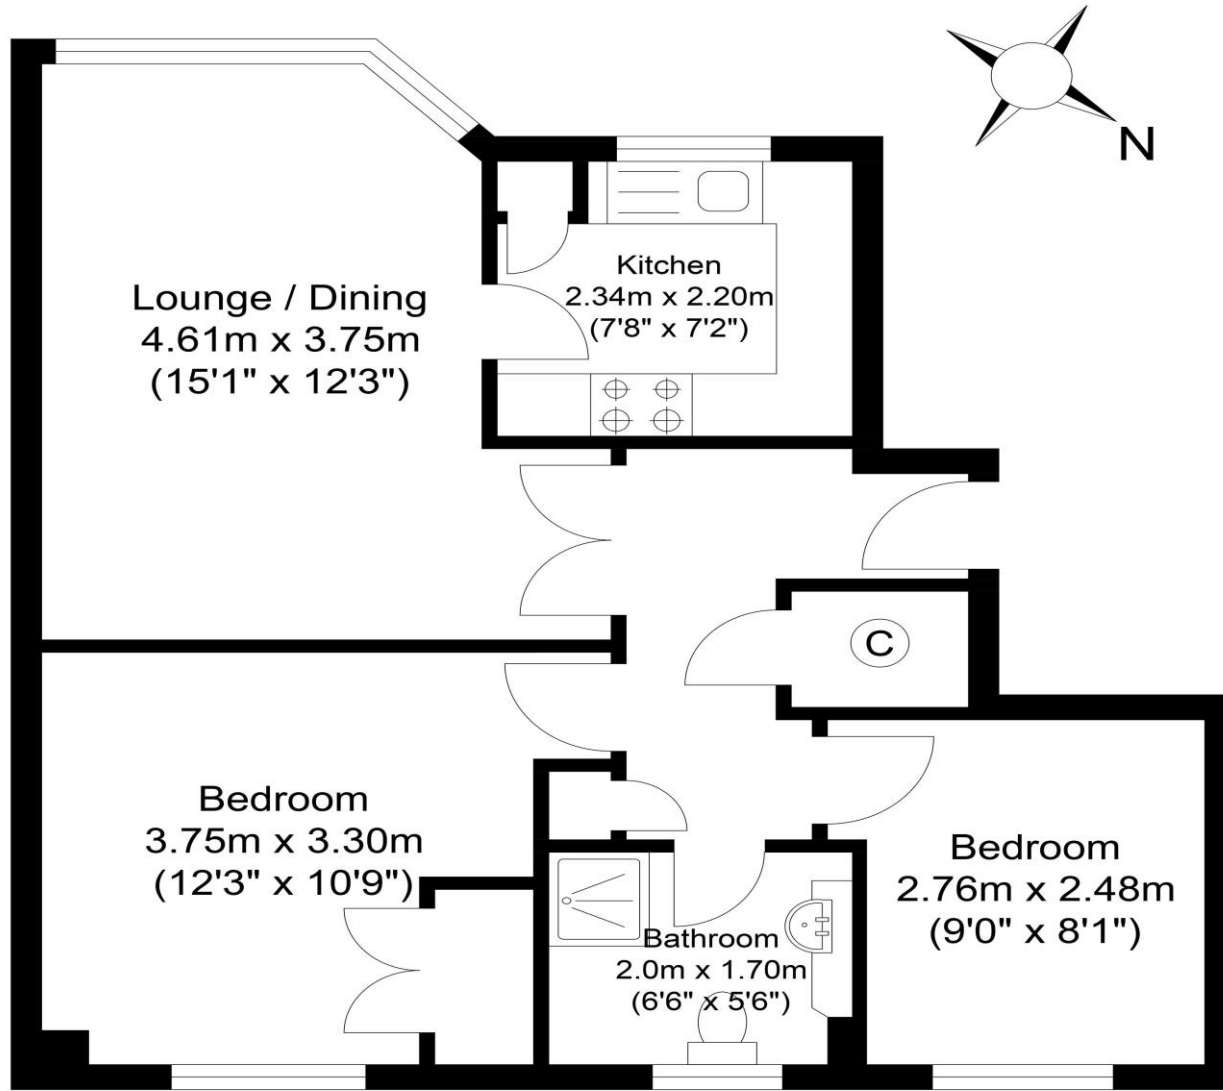 N
Kitchen
2.34m x 2.20m
(7'8" x 7'2")
Lounge / Dining
4.61m x 3.75m
(15'1" x 12'3")
C
Bedroom
3.75m x 3.30m
(12'3" x 10'9")
Bedroom
2.76m x 2.48m
(9'0" x 8'1")
Bathroom
2.0m x 1.70m
(6'6" x 5'6")